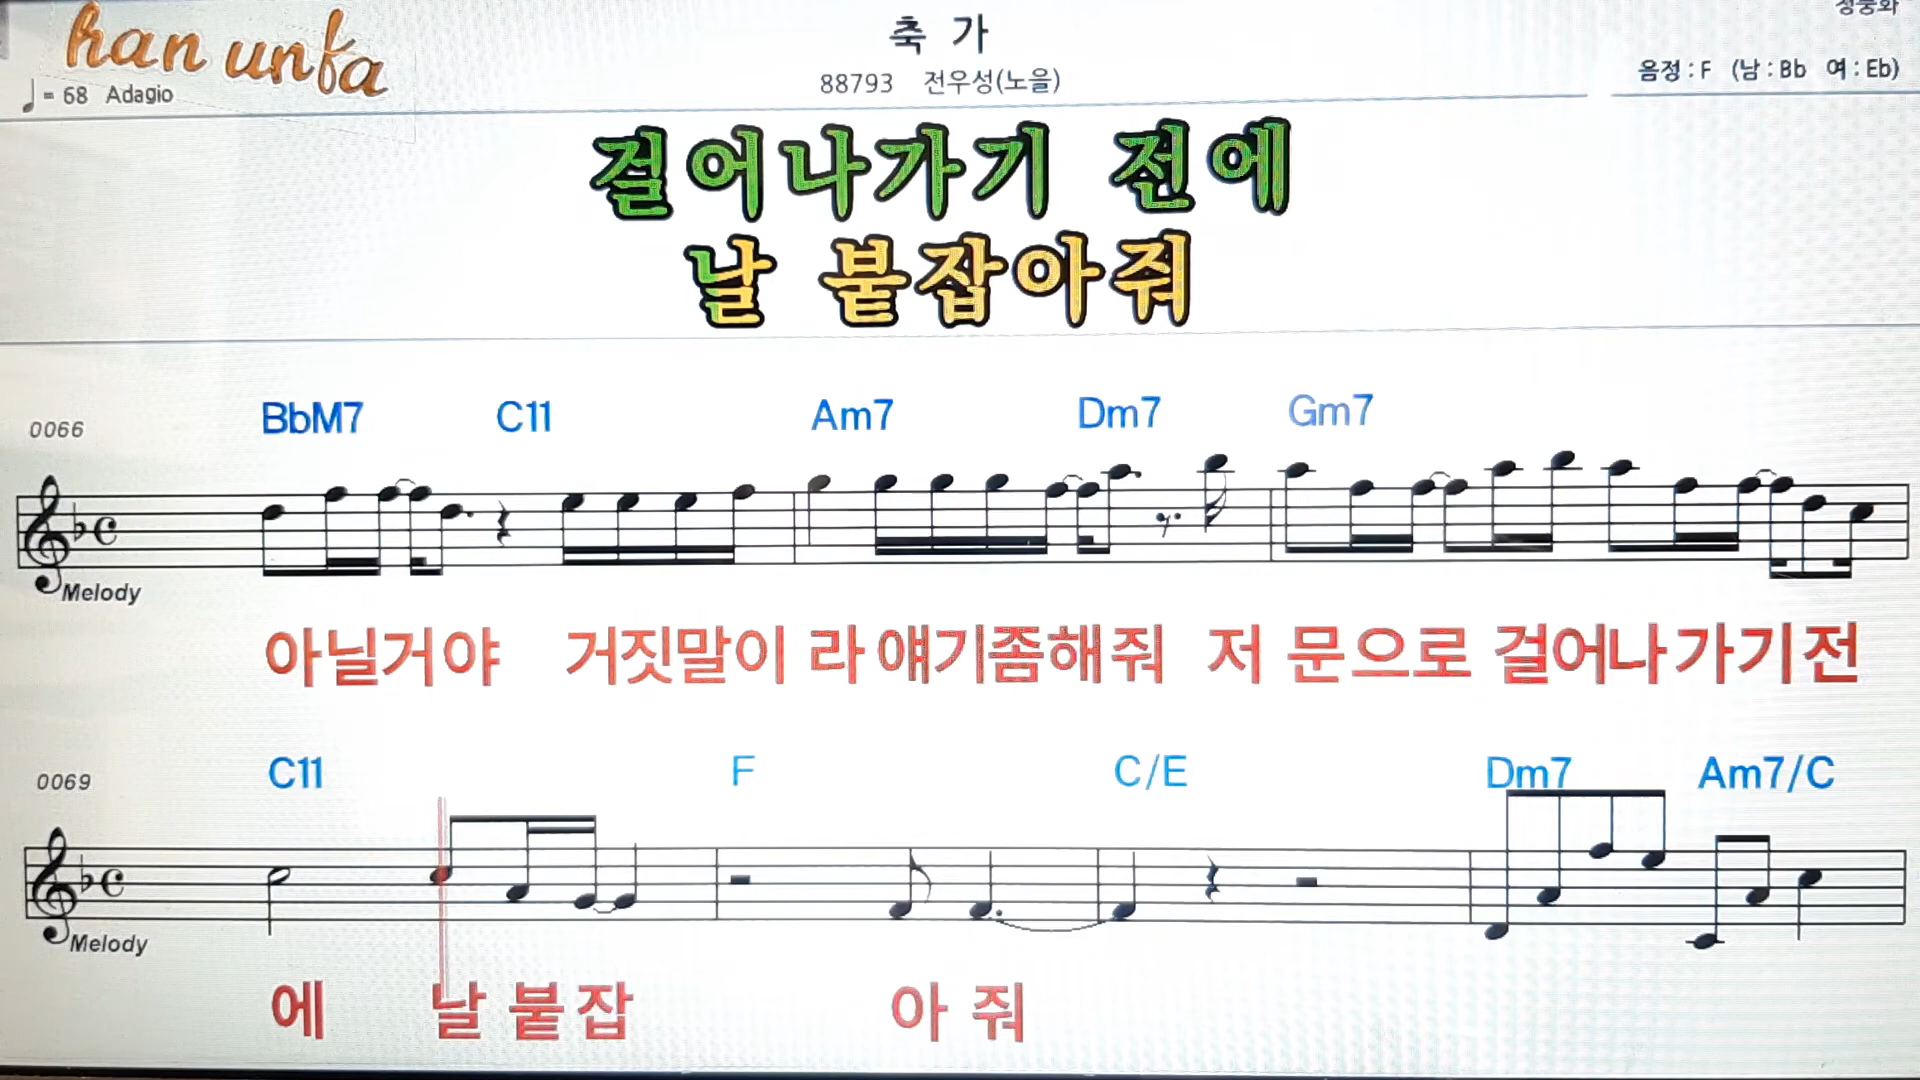 han unfa
축 가
정중화
88793 전우성(노을)
음정 : F (남 : Bb 여 : Eb)
♩ = 68 Adagio
걸어나가기 전에
날 붙잡아줘
0066 BbM7 C11 Am7 Dm7 Gm7
Melody
아닐거야 거짓말이 라 얘기좀해줘 저 문으로 걸어나가기전
0069 C11 F C/E Dm7 Am7/C
Melody
에 날 붙잡 아 줘